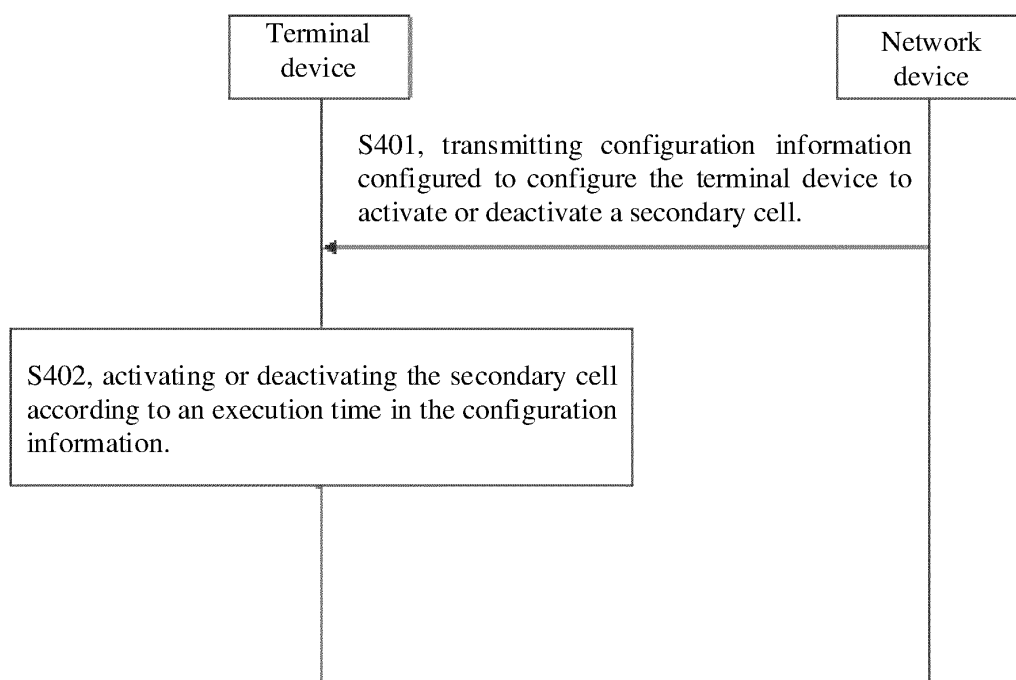 Terminal
device
Network
device
S401, transmitting configuration information
configured to configure the terminal device to
activate or deactivate a secondary cell.
S402, activating or deactivating the secondary cell
according to an execution time in the configuration
information.